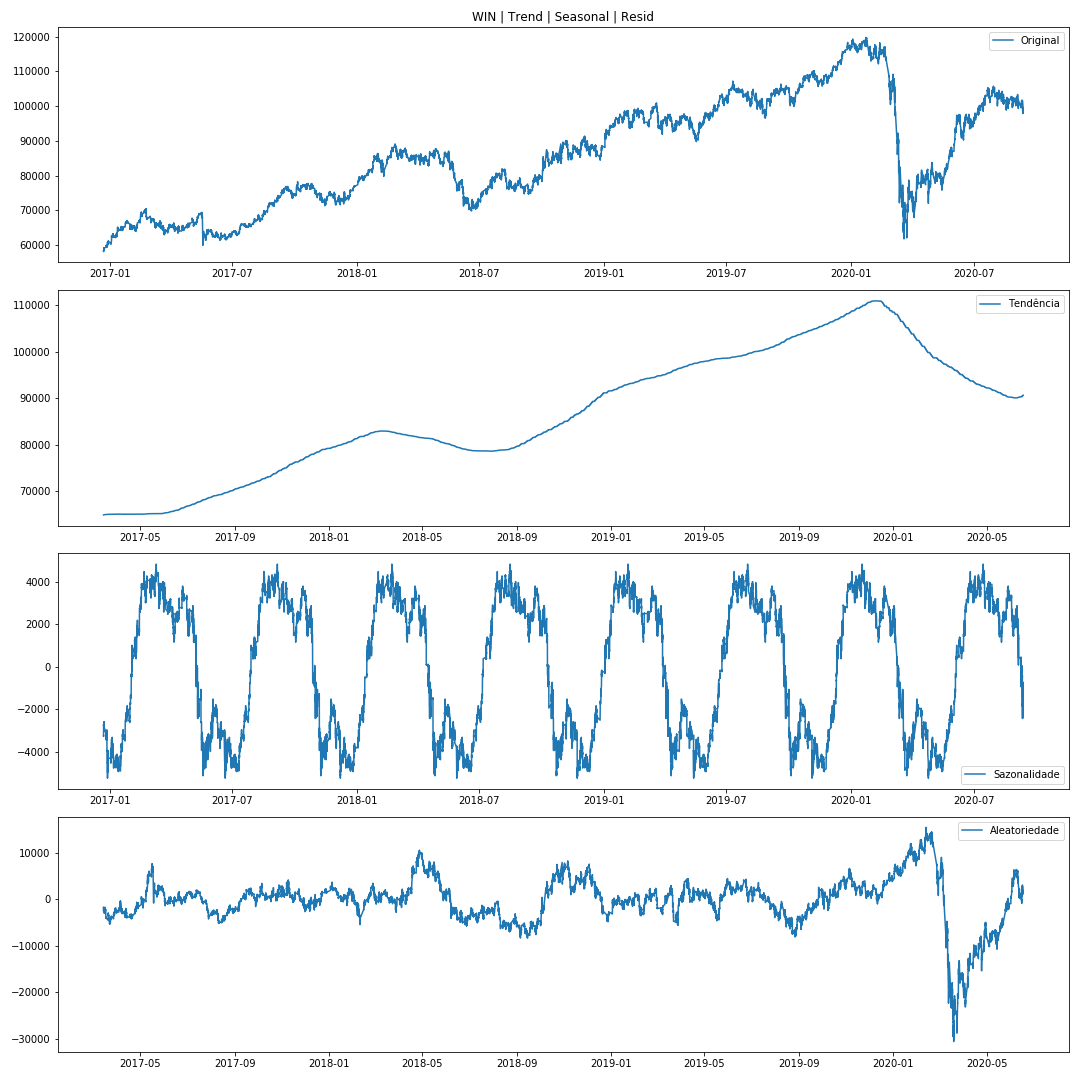 WIN | Trend | Seasonal | Resid
120000
110000
100000
90000
80000
70000
60000
Original
2017-01 2017-07 2018-01 2018-07 2019-01 2019-07 2020-01 2020-07
110000
100000
90000
80000
70000
Tendência
2017-05 2017-09 2018-01 2018-05 2018-09 2019-01 2019-05 2019-09 2020-01 2020-05
4000
2000
0
−2000
−4000
Sazonalidade
2017-01 2017-07 2018-01 2018-07 2019-01 2019-07 2020-01 2020-07
10000
0
−10000
−20000
−30000
Aleatoriedade
2017-05 2017-09 2018-01 2018-05 2018-09 2019-01 2019-05 2019-09 2020-01 2020-05